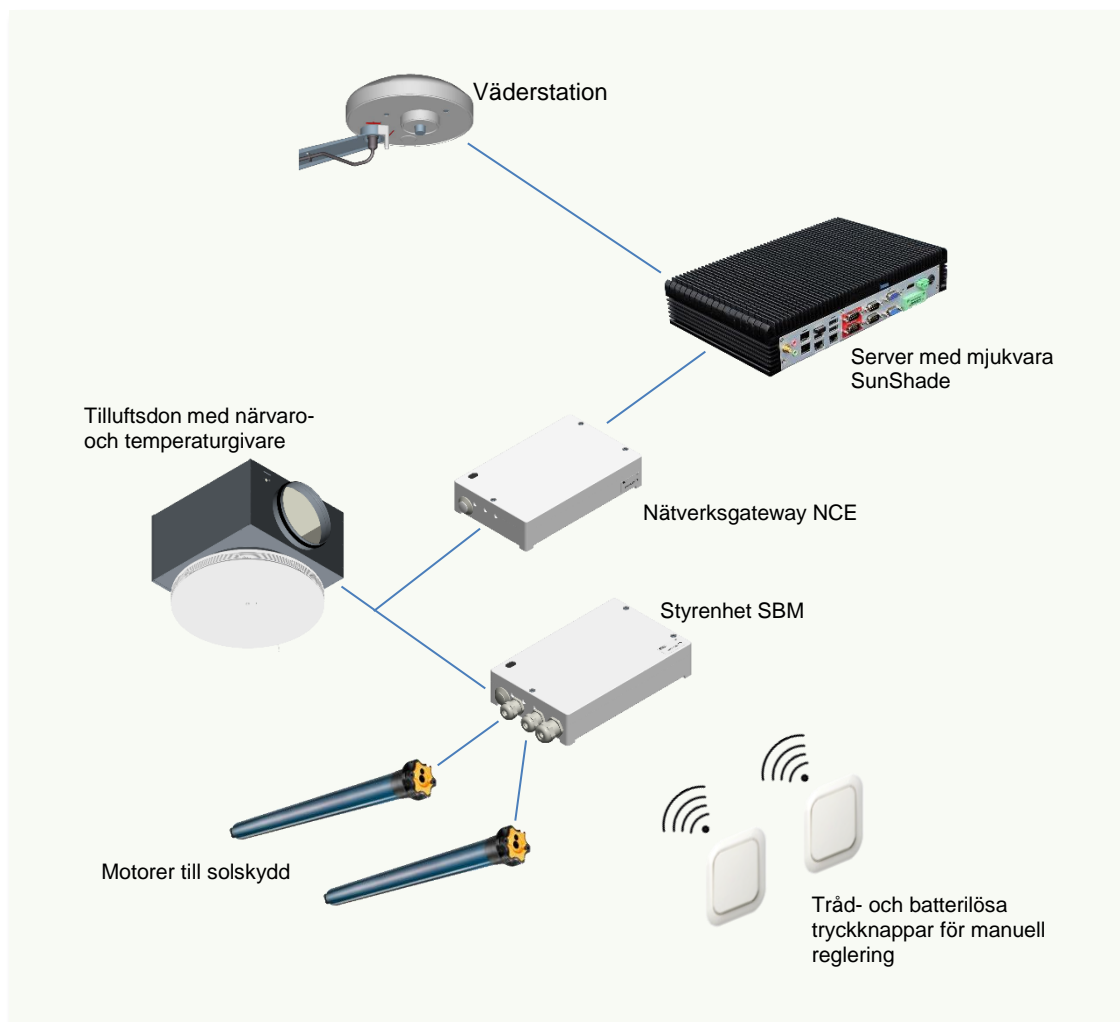 Väderstation
Server med mjukvara
SunShade
Tilluftsdon med närvaro-
och temperaturgivare
Nätverksgateway NCE
Styrenhet SBM
Motorer till solskydd
Tråd- och batterilösa
tryckknappar för manuell
reglering